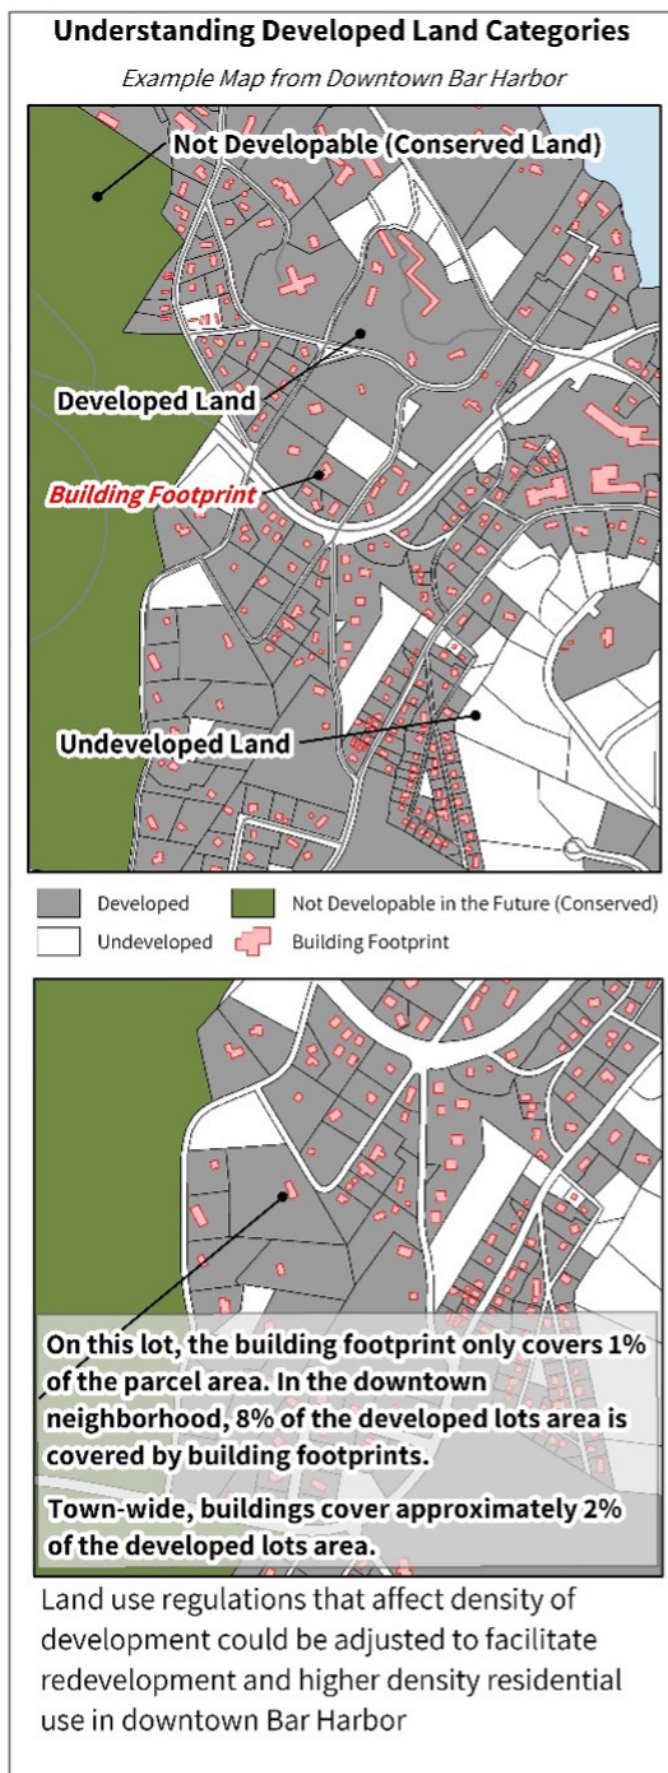 Understanding Developed Land Categories
Example Map from Downtown Bar Harbor
Not Developable (Conserved Land)
Developed Land
Building Footprint
Undeveloped Land
Developed
Not Developable in the Future (Conserved)
Undeveloped
Building Footprint
On this lot, the building footprint only covers 1%
of the parcel area. In the downtown
neighborhood, 8% of the developed lots area is
covered by building footprints.
Town-wide, buildings cover approximately 2%
of the developed lots area.
Land use regulations that affect density of
development could be adjusted to facilitate
redevelopment and higher density residential
use in downtown Bar Harbor